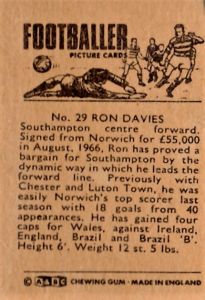 FOOTBALLER
PICTURE CARDS
No. 29 RON DAVIES
Southampton centre forward.
Signed from Norwich for £55,000
in August, 1966, Ron has proved a
bargain for Southampton by the
dynamic way in which he leads the
forward line. Previously with
Chester and Luton Town, he was
easily Norwich's top scorer last
season with 18 goals from 40
appearances. He has gained four
caps for Wales, against Ireland,
England, Brazil and Brazil 'B'.
Height 6'. Weight 12 st. 5 lbs.
© A&BC CHEWING GUM - MADE IN ENGLAND